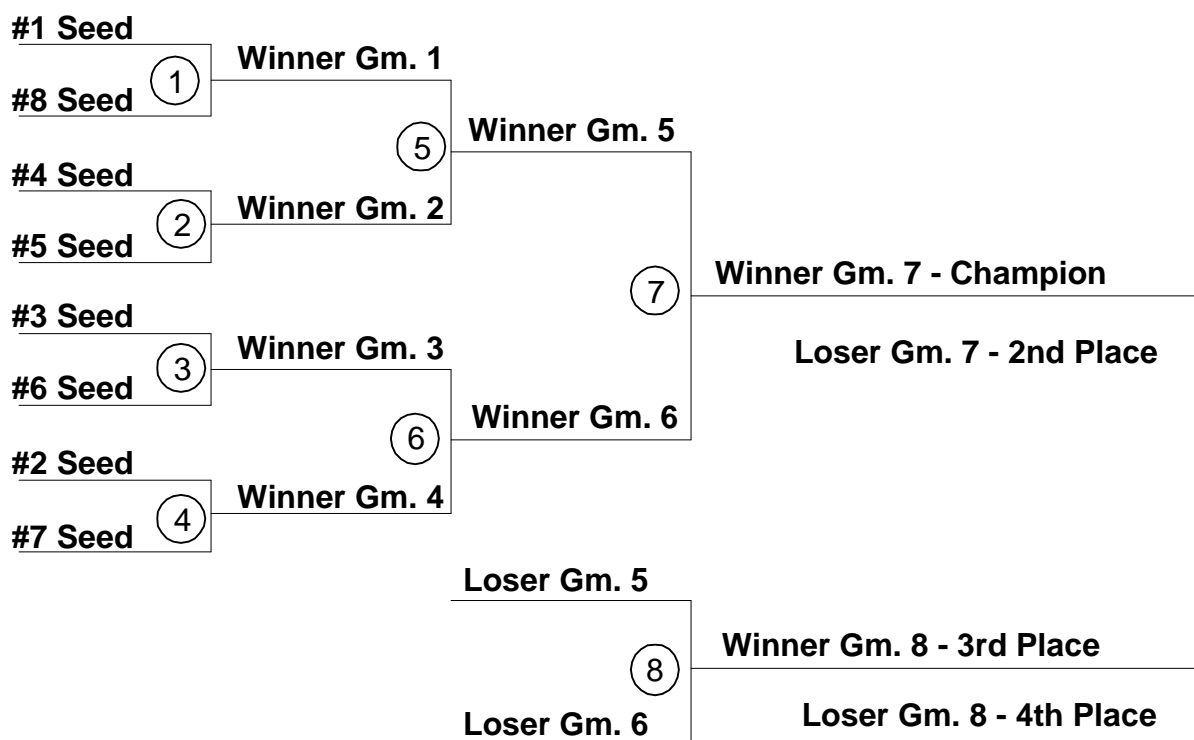 #1 Seed
Winner Gm. 1
1
#8 Seed
Winner Gm. 5
5
#4 Seed
Winner Gm. 2
2
#5 Seed
Winner Gm. 7 - Champion
7
#3 Seed
Winner Gm. 3
Loser Gm. 7 - 2nd Place
3
#6 Seed
Winner Gm. 6
6
#2 Seed
Winner Gm. 4
4
#7 Seed
Loser Gm. 5
Winner Gm. 8 - 3rd Place
8
Loser Gm. 6
Loser Gm. 8 - 4th Place